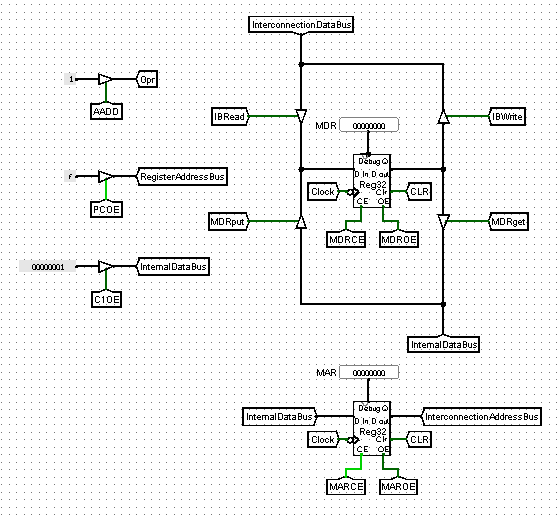 InterconnectionDataBus
1
Opr
AADD
IBRead
MDR
00000000
IBWrite
Debug Q
D In D out
Reg32
Clr
CE OE
Clock
CLR
f
RegisterAddressBus
PCOE
MDRput
MDRget
MDRCE
MDROE
00000001
InternalDataBus
C1OE
InternalDataBus
MAR
00000000
InternalDataBus
Debug Q
D In D out
Reg32
Clr
CE OE
InterconnectionAddressBus
Clock
CLR
MARCE
MAROE